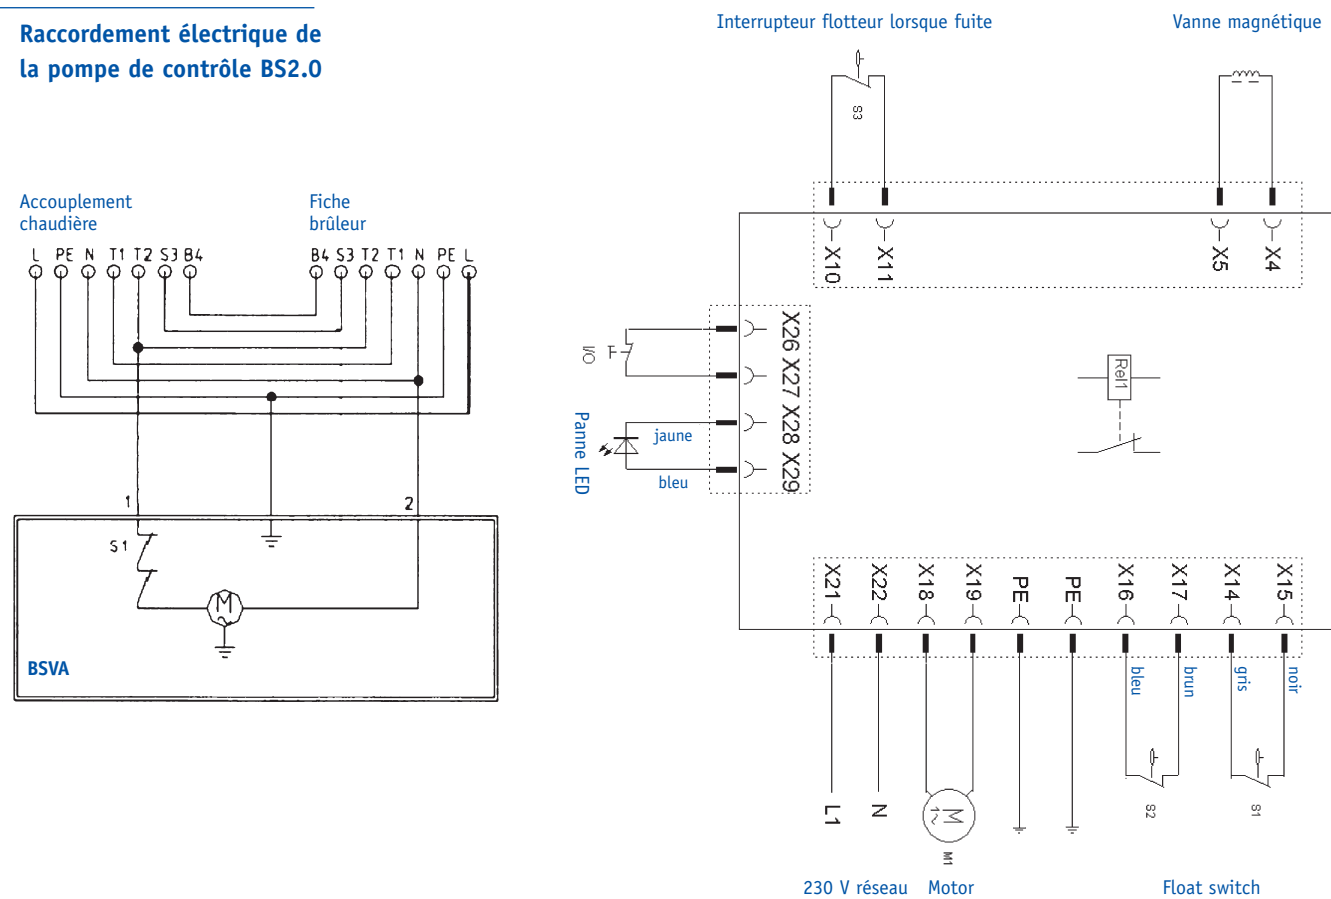 Raccordement électrique de
la pompe de contrôle BS2.0
Accouplement
chaudière
Fiche
brûleur
L PE N T1 T2 S3 B4
B4 S3 T2 T1 N PE L
1
2
S1
M
BSVA
Interrupteur flotteur lorsque fuite
Vanne magnétique
S3
X10
X11
X5
X4
I/O
X26
X27
X28
X29
Panne LED
jaune
bleu
Rel1
X21
X22
X18
X19
PE
PE
X16
X17
X14
X15
bleu
brun
gris
noir
L1
N
M
1~
M1
S2
S1
230 V réseau
Motor
Float switch